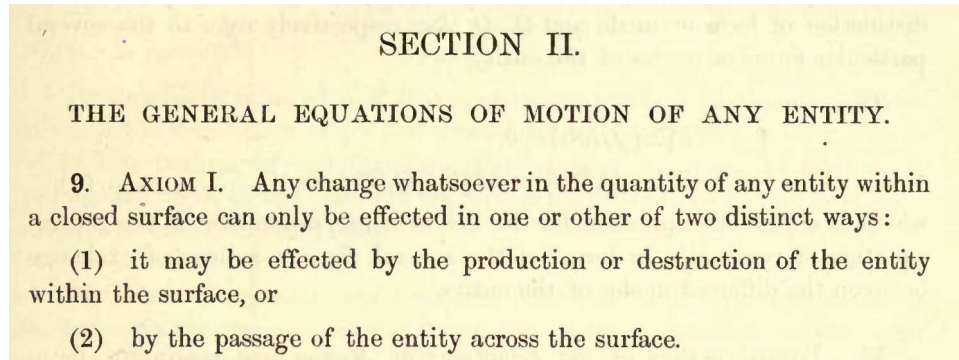 SECTION II.
THE GENERAL EQUATIONS OF MOTION OF ANY ENTITY.
9. AXIOM I. Any change whatsoever in the quantity of any entity within
a closed surface can only be effected in one or other of two distinct ways:
(1) it may be effected by the production or destruction of the entity
within the surface, or
(2) by the passage of the entity across the surface.